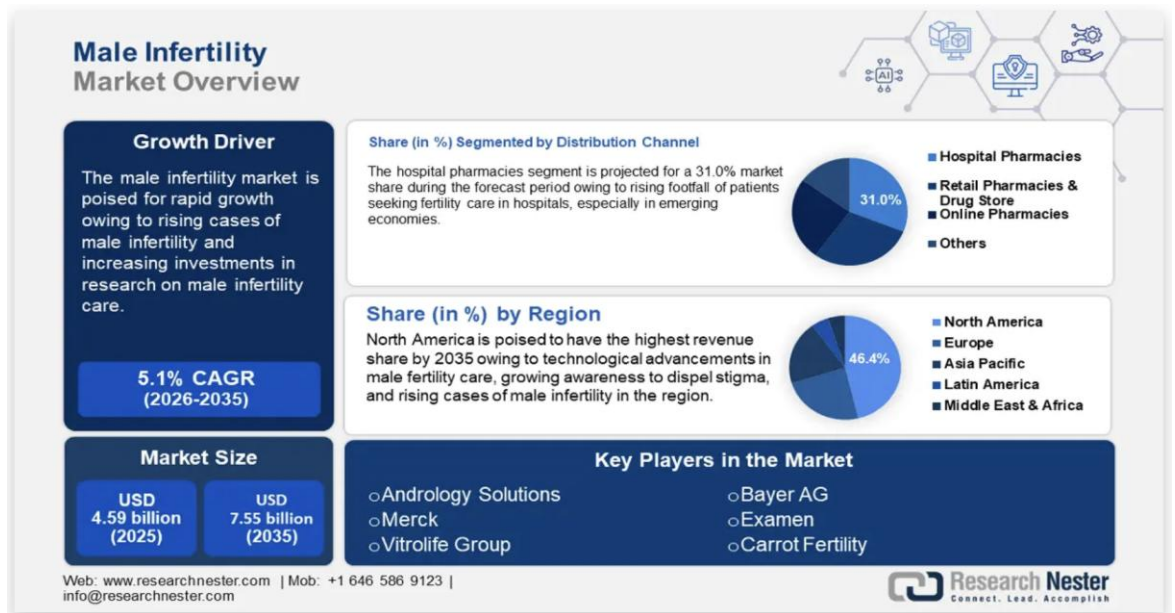 Male Infertility
Market Overview
AI
Growth Driver
The male infertility market is
poised for rapid growth
owing to rising cases of
male infertility and
increasing investments in
research on male infertility
care.
5.1% CAGR
(2026-2035)
Share (in %) Segmented by Distribution Channel
The hospital pharmacies segment is projected for a 31.0% market
share during the forecast period owing to rising footfall of patients
seeking fertility care in hospitals, especially in emerging
economies.
31.0%
Hospital Pharmacies
Retail Pharmacies &
Drug Store
Online Pharmacies
Others
Share (in %) by Region
North America is poised to have the highest revenue
share by 2035 owing to technological advancements in
male fertility care, growing awareness to dispel stigma,
and rising cases of male infertility in the region.
46.4%
North America
Europe
Asia Pacific
Latin America
Middle East & Africa
Market Size
USD
4.59 billion
(2025)
USD
7.55 billion
(2035)
Key Players in the Market
oAndrology Solutions
oMerck
oVitrolife Group
oBayer AG
oExamen
oCarrot Fertility
Web: www.researchnester.com | Mob: +1 646 586 9123 |
info@researchnester.com
Research Nester
Connect. Lead. Accomplish